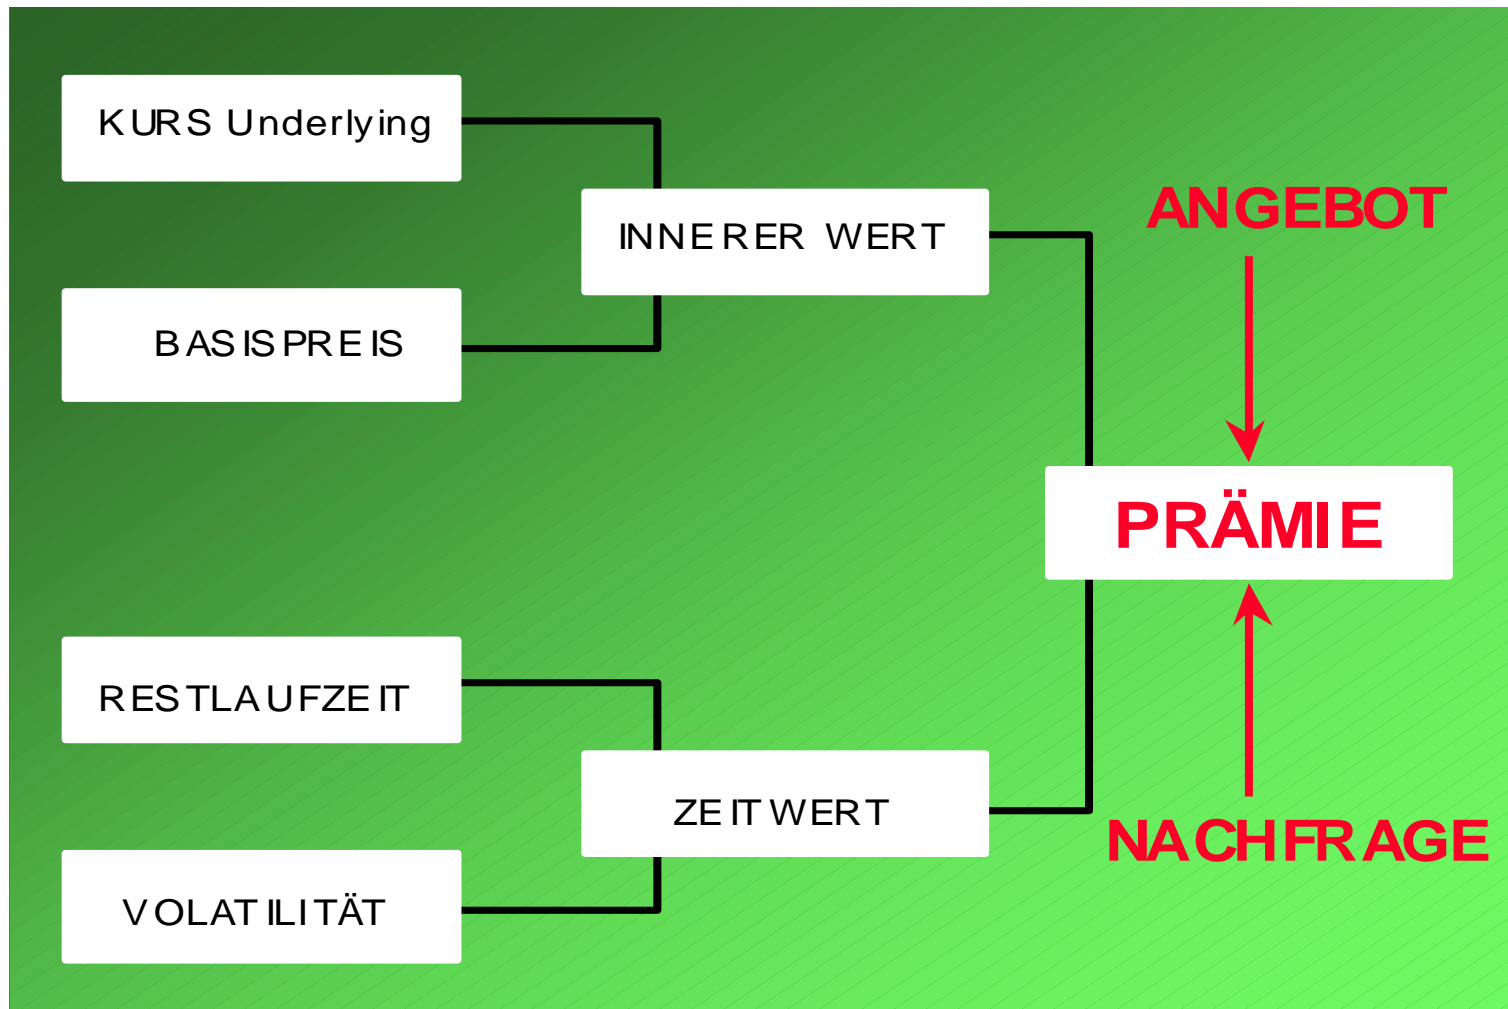 KURS Underlying
BASISPREIS
INNERER WERT
RESTLAUFZEIT
VOLATILITÄT
ZEITWERT
ANGEBOT
PRÄMIE
NACHFRAGE